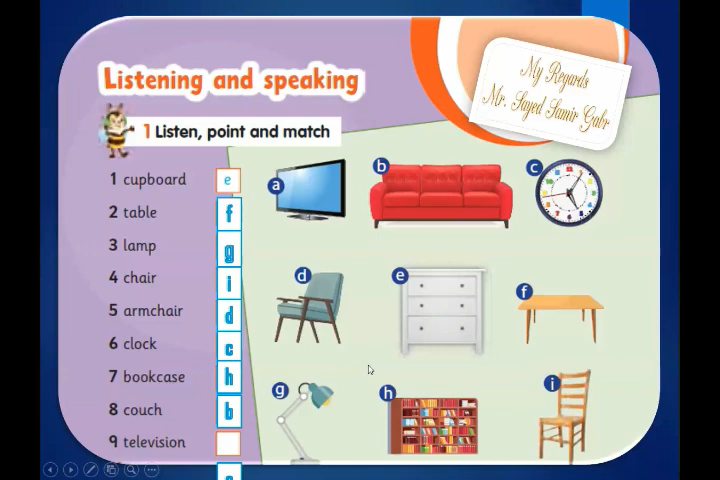 Listening and speaking
My Regards
Mr. Sayed Samir Gabr
1 Listen, point and match
1 cupboard e
2 table f
3 lamp g
4 chair i
5 armchair d
6 clock c
7 bookcase h
8 couch b
9 television
a
b
c
d
e
f
g
h
i